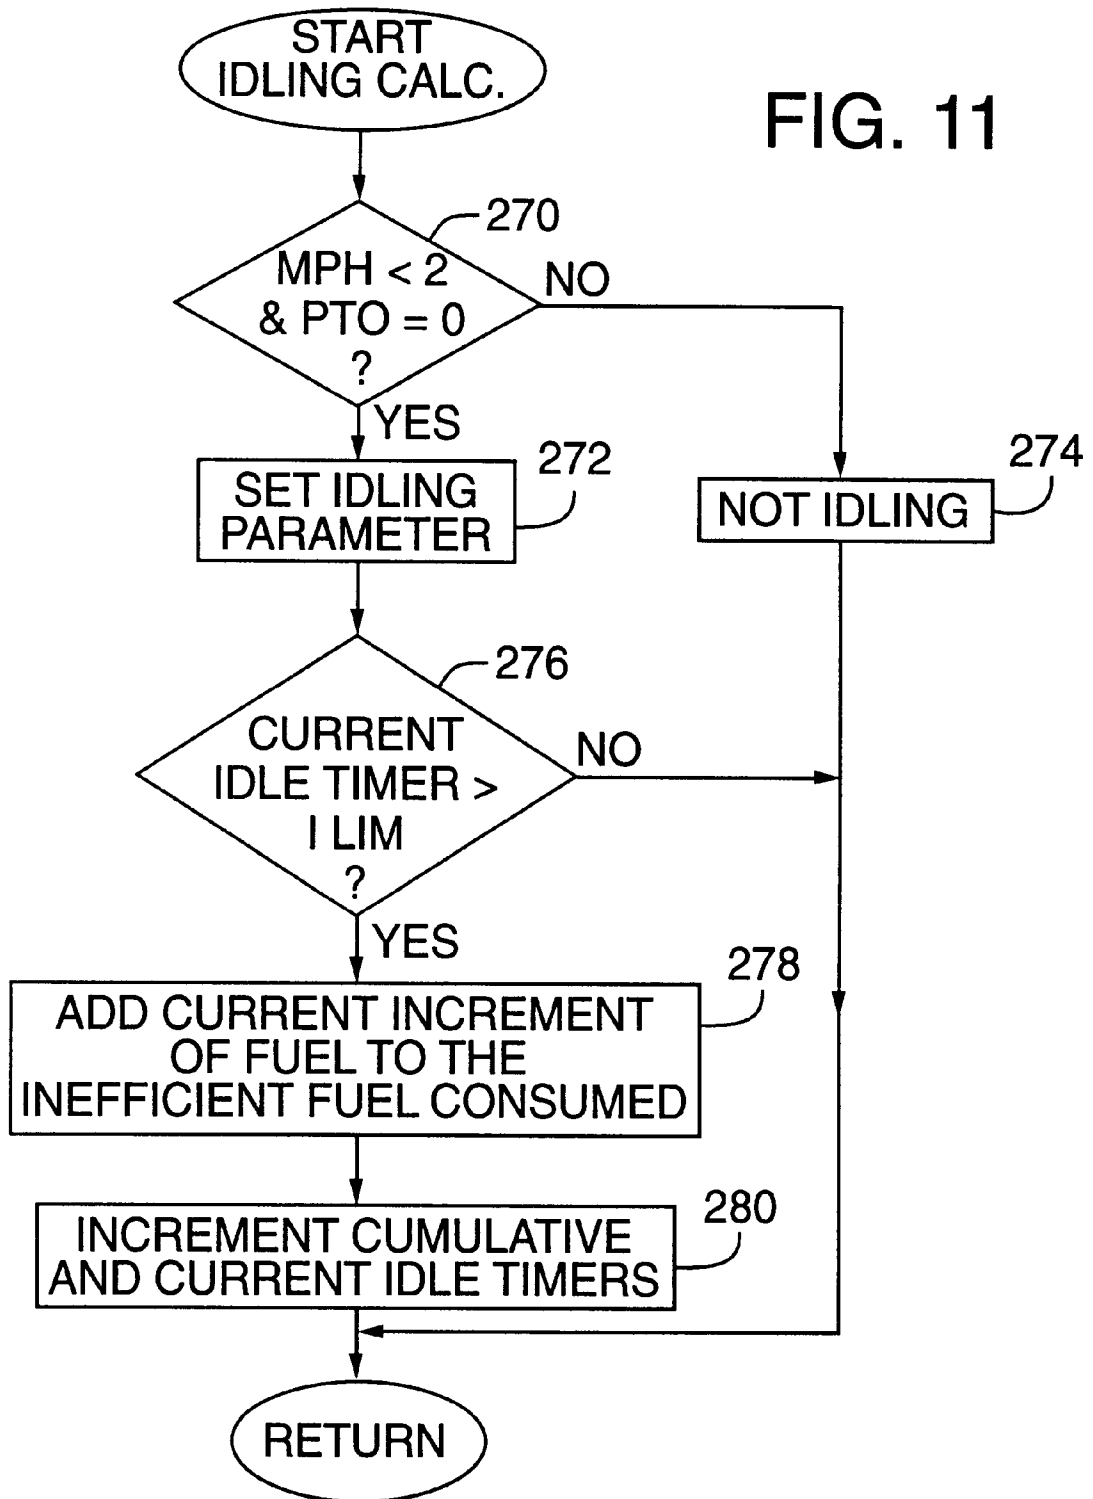 START
IDLING CALC.
FIG. 11
270
MPH < 2
& PTO = 0
?
NO
YES
272
SET IDLING
PARAMETER
274
NOT IDLING
276
CURRENT
IDLE TIMER >
I LIM
?
NO
YES
278
ADD CURRENT INCREMENT
OF FUEL TO THE
INEFFICIENT FUEL CONSUMED
280
INCREMENT CUMULATIVE
AND CURRENT IDLE TIMERS
RETURN